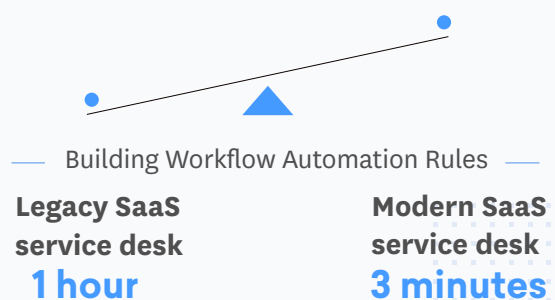 Building Workflow Automation Rules
Legacy SaaS
service desk
1 hour
Modern SaaS
service desk
3 minutes